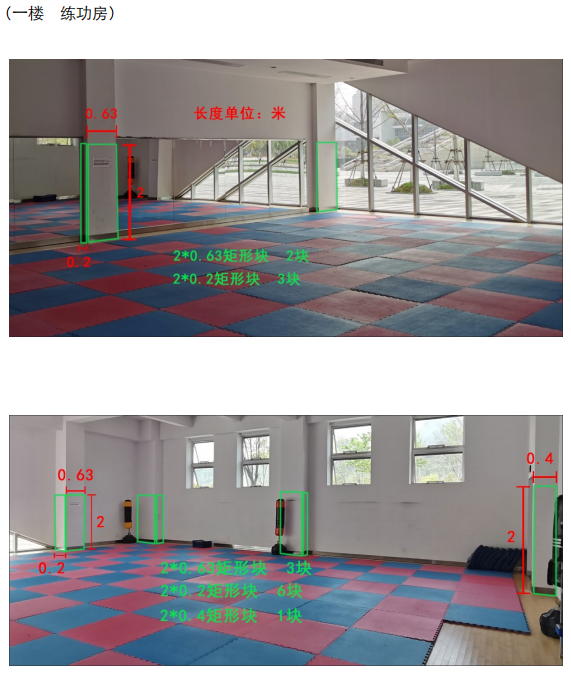 （一楼　练功房）
0.63
长度单位: 米
2
0.2
2*0.63矩形块　2块
2*0.2矩形块　3块
0.63
0.4
2
2
0.2
2*0.63矩形块　3块
2*0.2矩形块　6块
2*0.4矩形块　1块